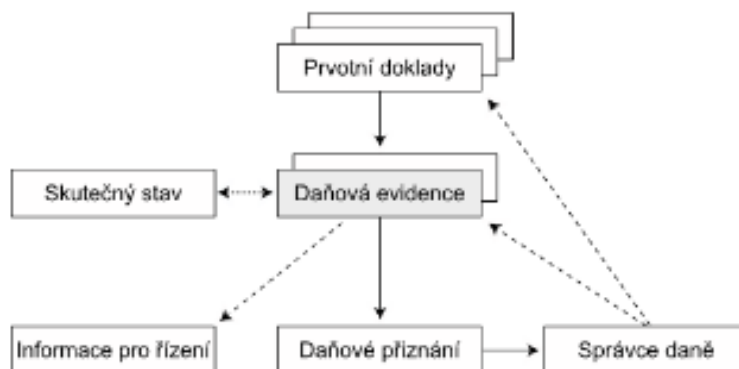 Prvotní doklady
Skutečný stav
Daňová evidence
Informace pro řízení
Daňové přiznání
Správce daně